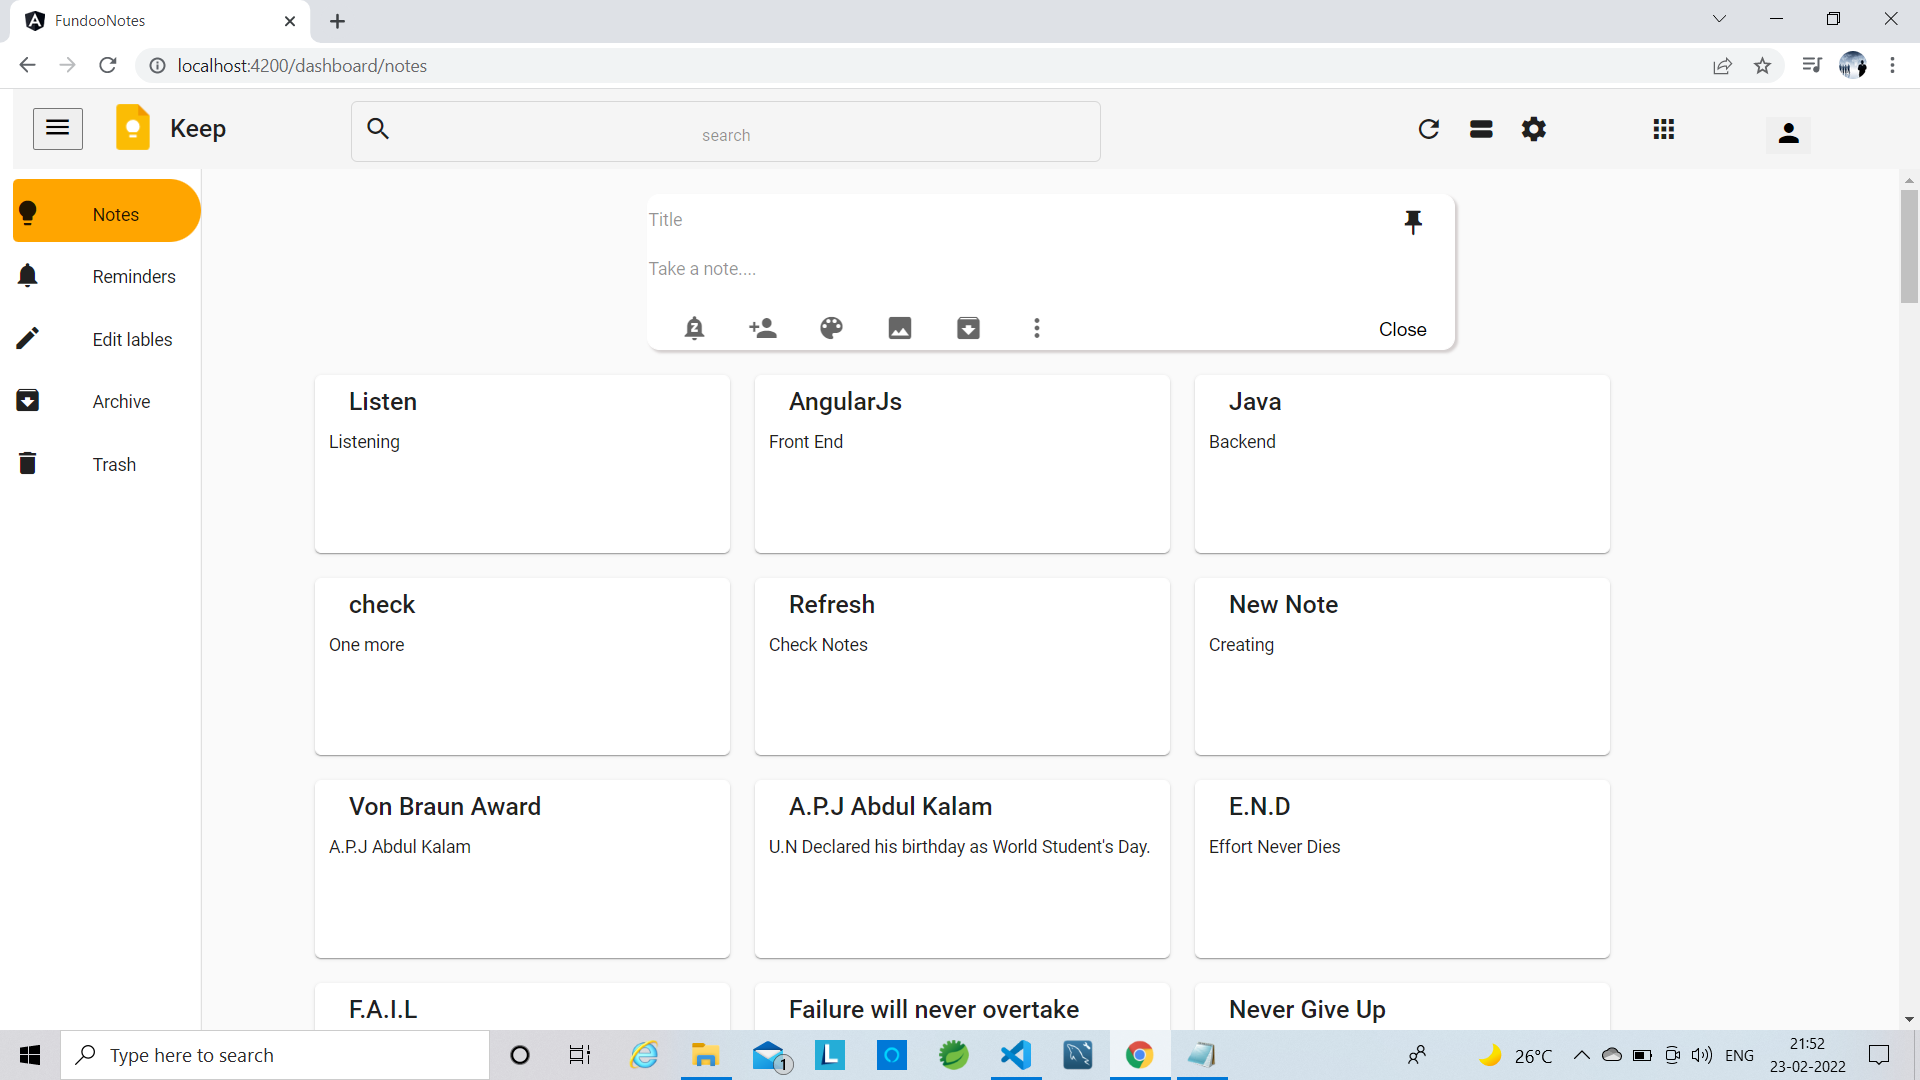 FundooNotes
localhost:4200/dashboard/notes
Keep
search
Notes
Reminders
Edit lables
Archive
Trash
Title
Take a note....
Close
Listen
Listening
AngularJs
Front End
Java
Backend
check
One more
Refresh
Check Notes
New Note
Creating
Von Braun Award
A.P.J Abdul Kalam
A.P.J Abdul Kalam
U.N Declared his birthday as World Student's Day.
E.N.D
Effort Never Dies
F.A.I.L
Failure will never overtake
Never Give Up
Type here to search
1
L
26°C
ENG
21:52
23-02-2022